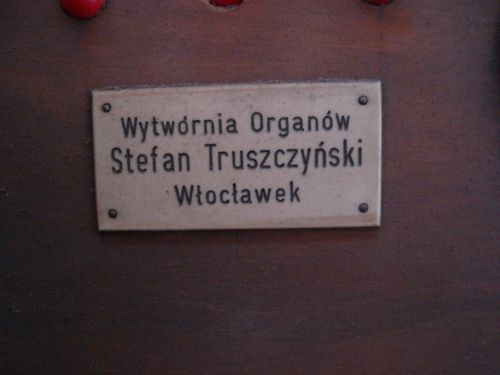 Wytwórnia Organów
Stefan Truszczyński
Włocławek